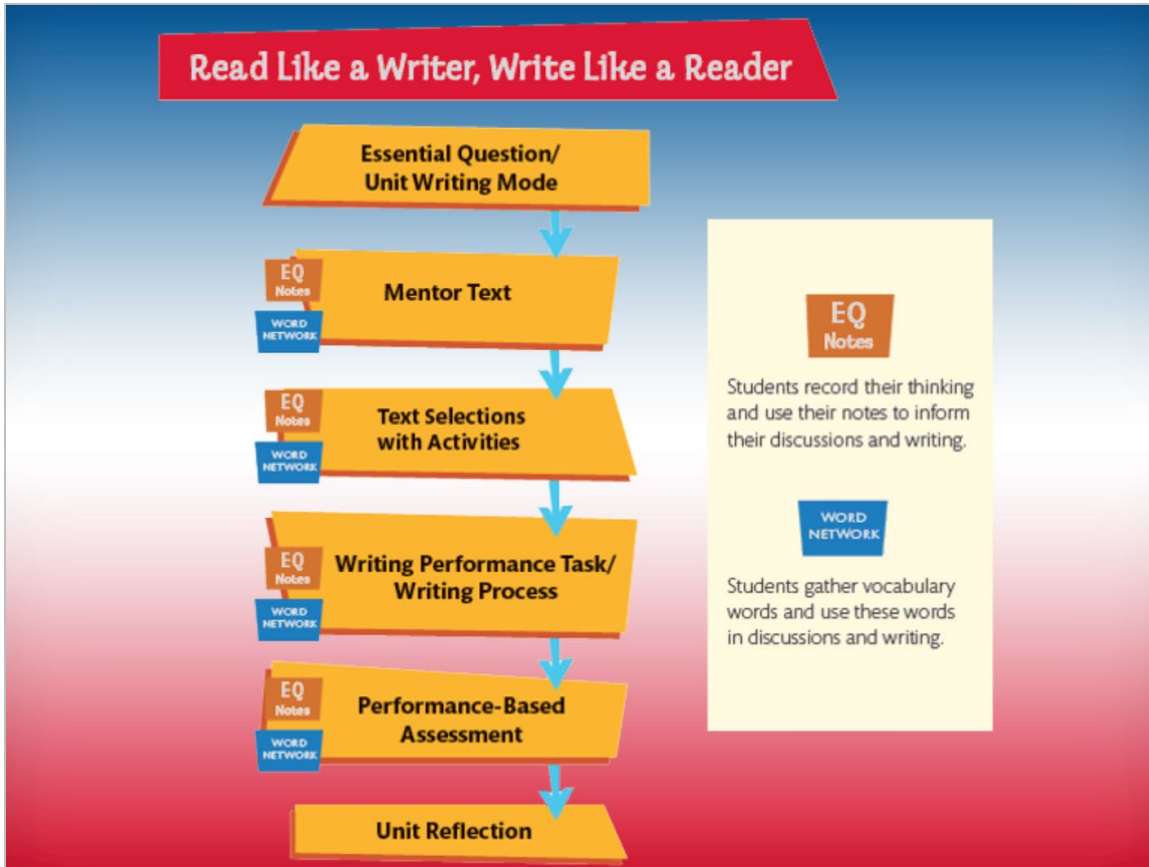 Read Like a Writer, Write Like a Reader
Essential Question/
Unit Writing Mode
EQ
Notes
WORD
NETWORK
Mentor Text
EQ
Notes
WORD
NETWORK
Text Selections
with Activities
EQ
Notes
WORD
NETWORK
Writing Performance Task/
Writing Process
EQ
Notes
WORD
NETWORK
Performance-Based
Assessment
Unit Reflection
EQ
Notes
Students record their thinking
and use their notes to inform
their discussions and writing.
WORD
NETWORK
Students gather vocabulary
words and use these words
in discussions and writing.